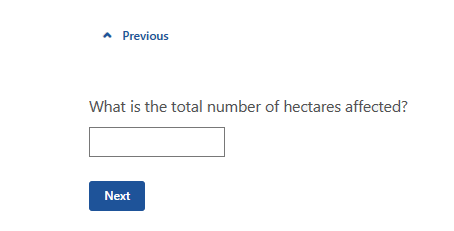 Previous
What is the total number of hectares affected?
Next